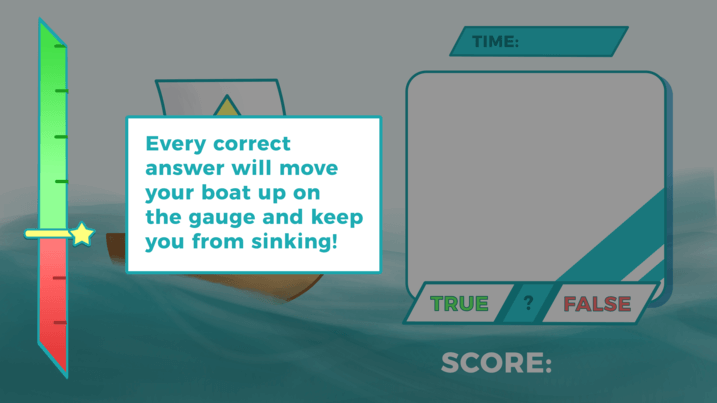 TIME:
Every correct
answer will move
your boat up on
the gauge and keep
you from sinking!
TRUE ? FALSE
SCORE: